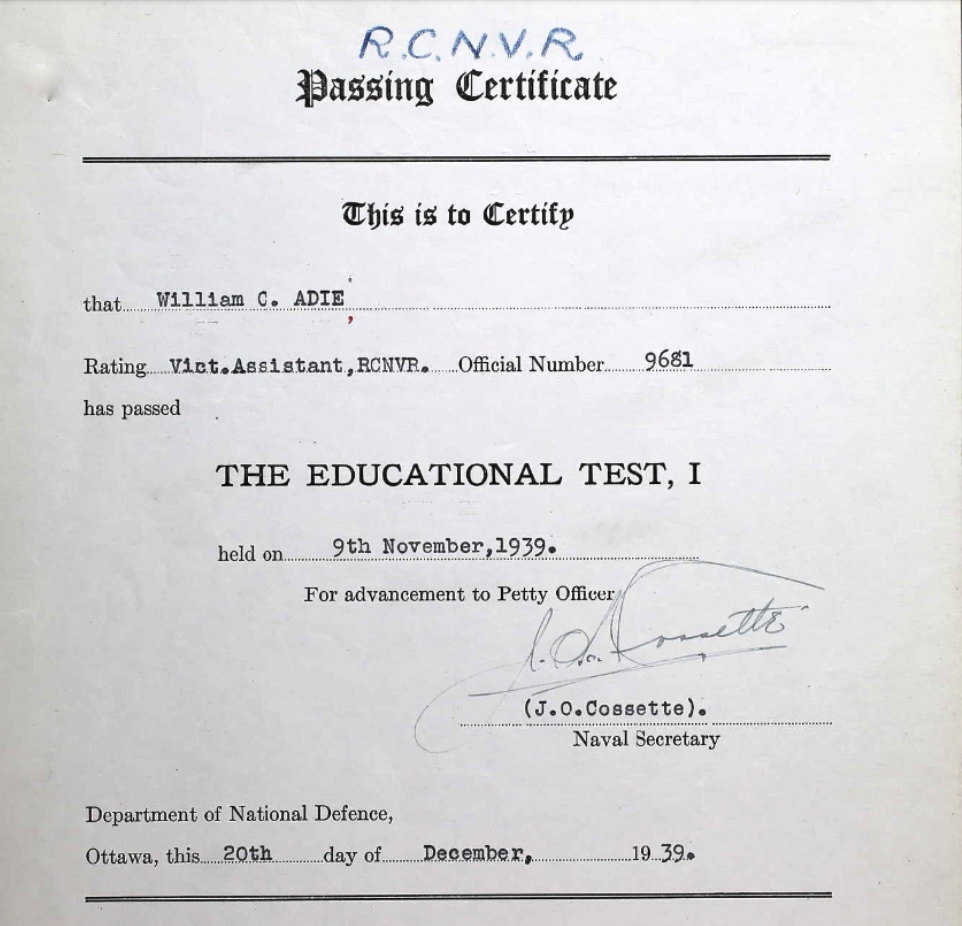 R.C.N.V.R
Passing Certificate
This is to Certify
that William C. ADIE
Rating Vict.Assistant,RCNVR. Official Number 9681
has passed
THE EDUCATIONAL TEST, I
held on 9th November,1939.
For advancement to Petty Officer
J.O. Cossette
(J.O.Cossette).
Naval Secretary
Department of National Defence,
Ottawa, this 20th day of December, 1939.